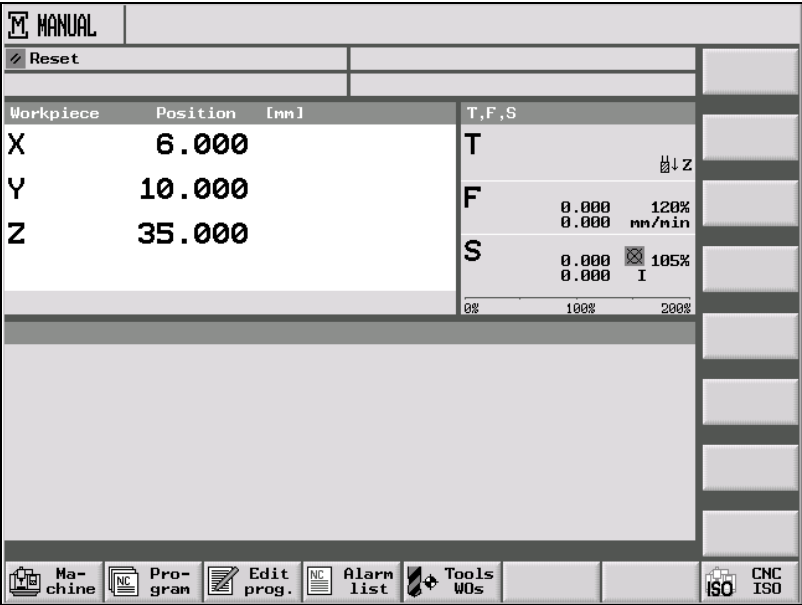 M MANUAL
Reset
Workpiece Position [mm]
X 6.000
Y 10.000
Z 35.000
T,F,S
T
Z
F 0.000 120%
0.000 mm/min
S 0.000 105%
0.000 I
0% 100% 200%
Ma-
chine
NC Pro-
gram
Edit
prog.
NC Alarm
list
Tools
WOs
ISO CNC
ISO